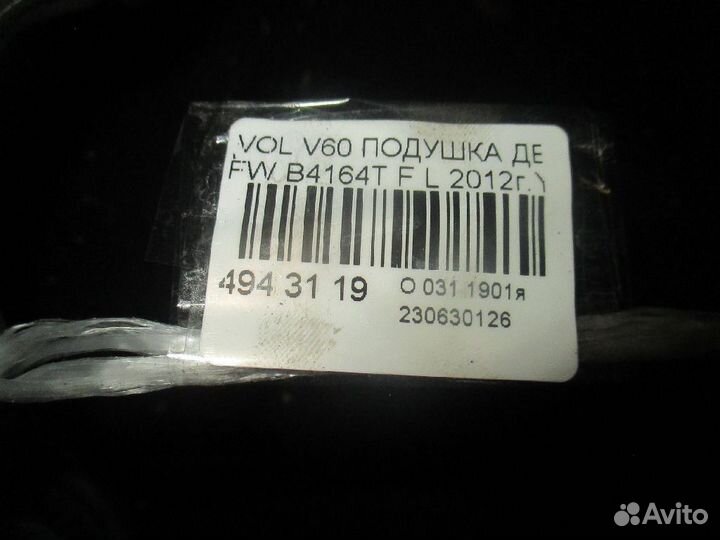 VOL V60 ПОДУШКА ДЕ
FW B4164T F L 2012г.
494 31 19
О 031 1901я
230630126
Avito